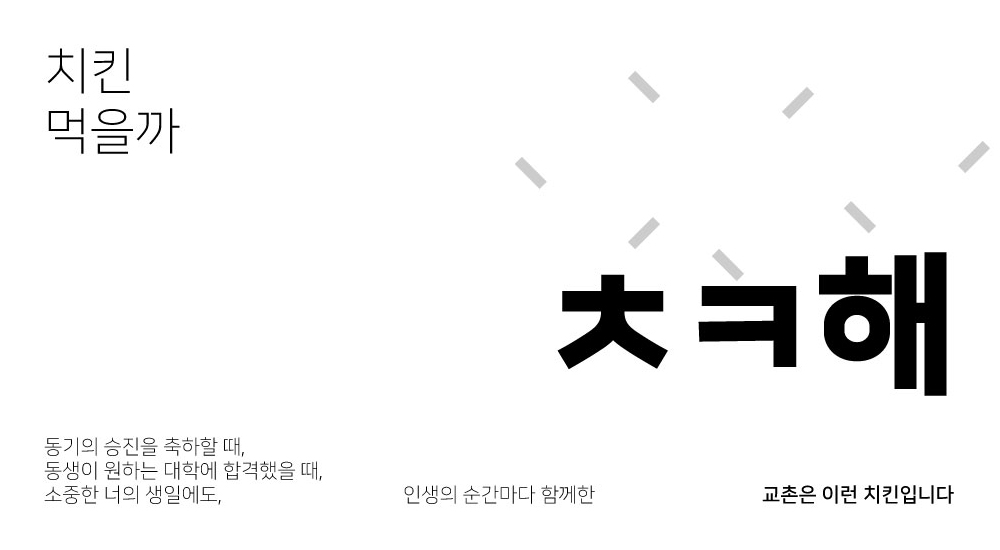 치킨
먹을까
ㅊㅋ해
동기의 승진을 축하할 때,
동생이 원하는 대학에 합격했을 때,
소중한 너의 생일에도,
인생의 순간마다 함께한
교촌은 이런 치킨입니다